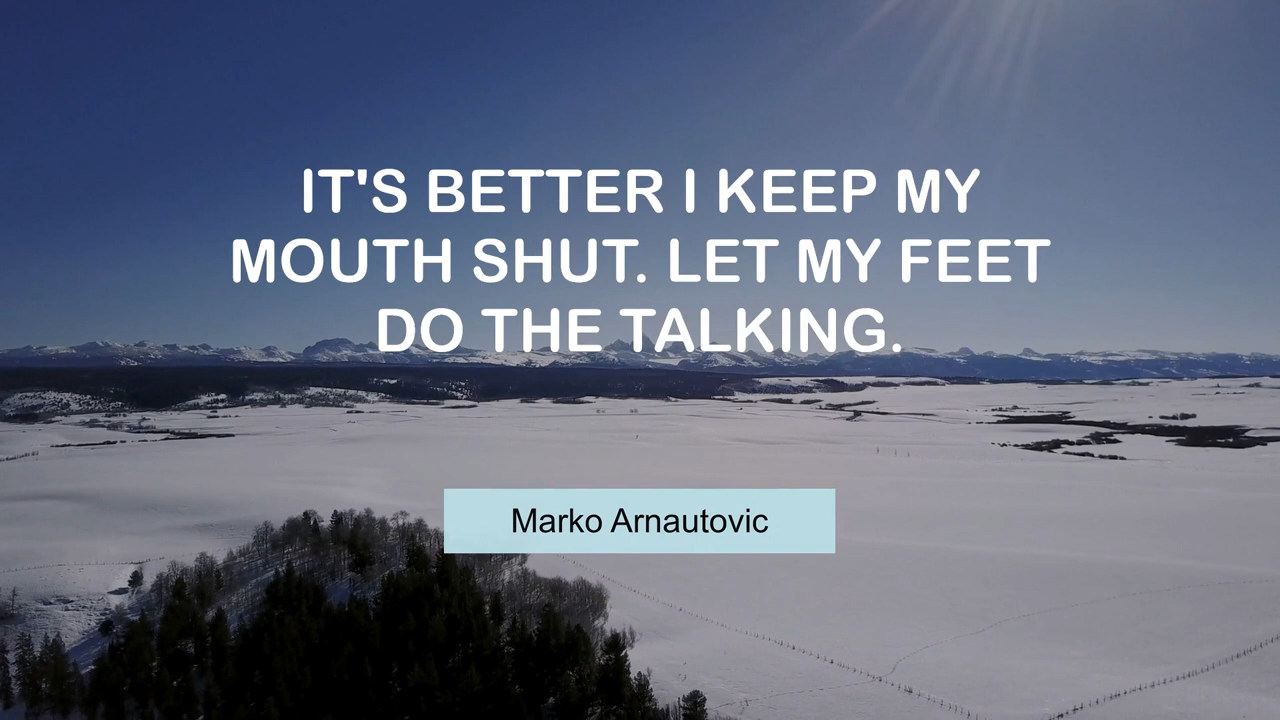 IT'S BETTER I KEEP MY
MOUTH SHUT. LET MY FEET
DO THE TALKING.
Marko Arnautovic